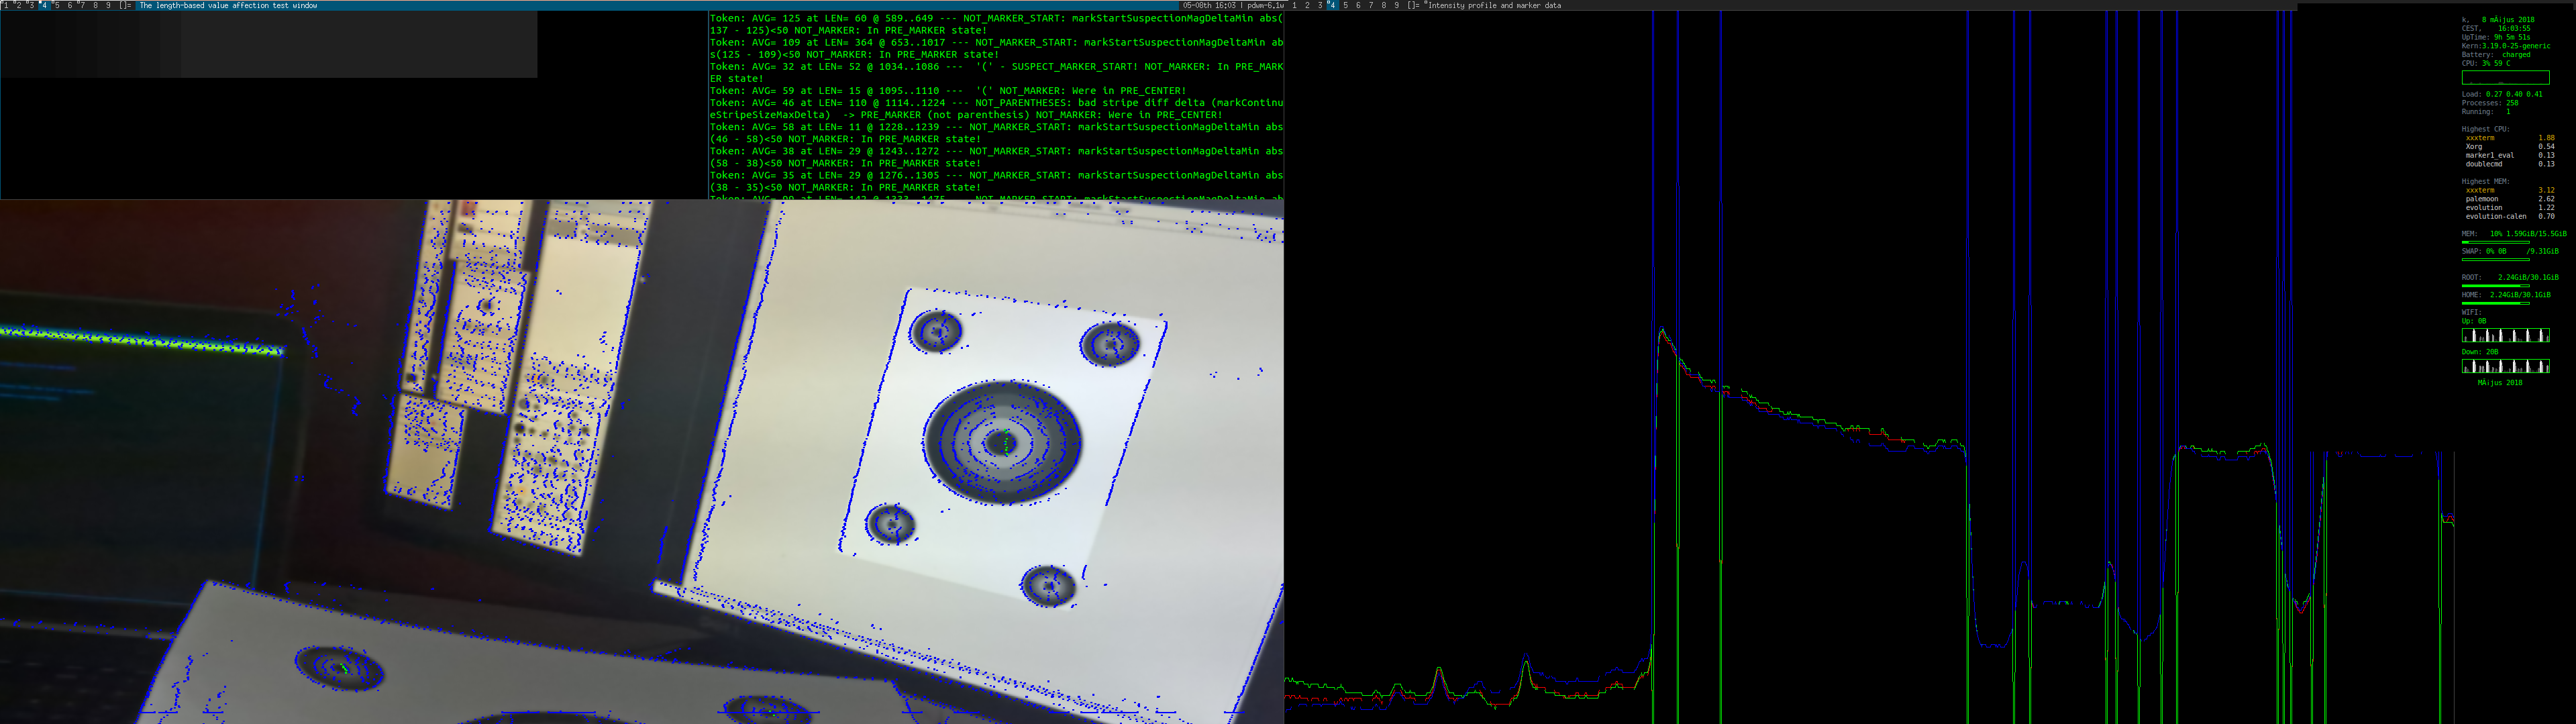 1 2 3 4 5 6 7 8 9 []= The length-based value affection test window
05-08th 16:03 | pdwm-6.1w
1 2 3 4 5 6 7 8 9 []= Intensity profile and marker data
Token: AVG= 125 at LEN= 60 @ 589..649 --- NOT_MARKER_START: markStartSuspectionMagDeltaMin abs(
137 - 125)<50 NOT_MARKER: In PRE_MARKER state!
Token: AVG= 109 at LEN= 364 @ 653..1017 --- NOT_MARKER_START: markStartSuspectionMagDeltaMin ab
s(125 - 109)<50 NOT_MARKER: In PRE_MARKER state!
Token: AVG= 32 at LEN= 52 @ 1034..1086 --- '(' - SUSPECT_MARKER_START! NOT_MARKER: In PRE_MARK
ER state!
Token: AVG= 59 at LEN= 15 @ 1095..1110 --- '(' NOT_MARKER: Were in PRE_CENTER!
Token: AVG= 46 at LEN= 110 @ 1114..1224 --- NOT_PARENTHESES: bad stripe diff delta (markContinu
eStripeSizeMaxDelta) -> PRE_MARKER (not parenthesis) NOT_MARKER: Were in PRE_CENTER!
Token: AVG= 58 at LEN= 11 @ 1228..1239 --- NOT_MARKER_START: markStartSuspectionMagDeltaMin abs
(46 - 58)<50 NOT_MARKER: In PRE_MARKER state!
Token: AVG= 38 at LEN= 29 @ 1243..1272 --- NOT_MARKER_START: markStartSuspectionMagDeltaMin abs
(58 - 38)<50 NOT_MARKER: In PRE_MARKER state!
Token: AVG= 35 at LEN= 29 @ 1276..1305 --- NOT_MARKER_START: markStartSuspectionMagDeltaMin abs
(38 - 35)<50 NOT_MARKER: In PRE_MARKER state!
k, 8 mÃ¡jus 2018
CEST, 16:03:55
UpTime: 9h 5m 51s
Kern:3.19.0-25-generic
Battery: charged
CPU: 3% 59 C
Load: 0.27 0.40 0.41
Processes: 258
Running: 1
Highest CPU:
xxxterm 1.88
Xorg 0.54
marker1_eval 0.13
doublecmd 0.13
Highest MEM:
xxxterm 3.12
palemoon 2.62
evolution 1.22
evolution-calen 0.70
MEM: 10% 1.59GiB/15.5GiB
SWAP: 0% 0B /9.31GiB
ROOT: 2.24GiB/30.1GiB
HOME: 2.24GiB/30.1GiB
WIFI:
Up: 0B
Down: 20B
MÃ¡jus 2018